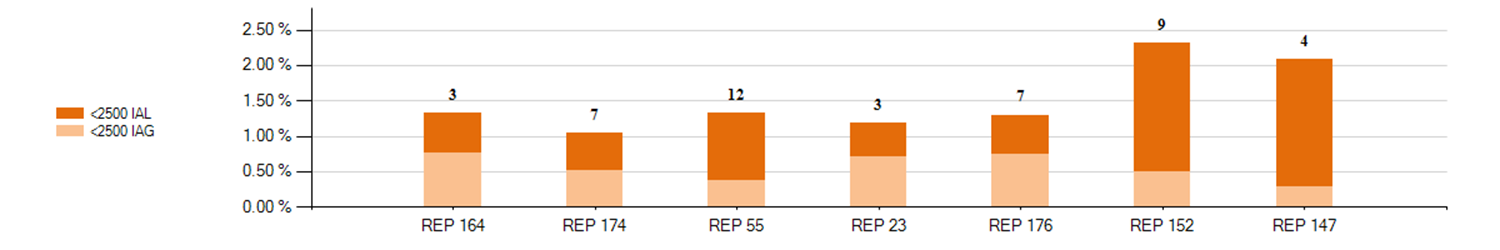 2.50 %
2.00 %
1.50 %
1.00 %
0.50 %
0.00 %
<2500 IAL
<2500 IAG
3
7
12
3
7
9
4
REP 164
REP 174
REP 55
REP 23
REP 176
REP 152
REP 147